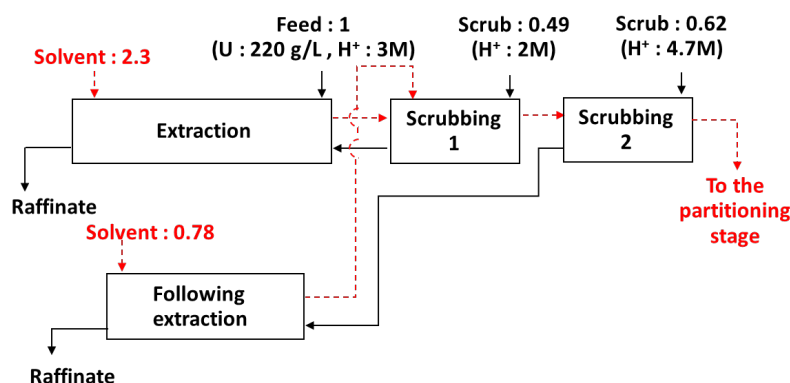 Feed : 1
(U : 220 g/L , H⁺ : 3M)
Scrub : 0.49
(H⁺ : 2M)
Scrub : 0.62
(H⁺ : 4.7M)
Solvent : 2.3
Extraction
Scrubbing
1
Scrubbing
2
Raffinate
To the
partitioning
stage
Solvent : 0.78
Following
extraction
Raffinate